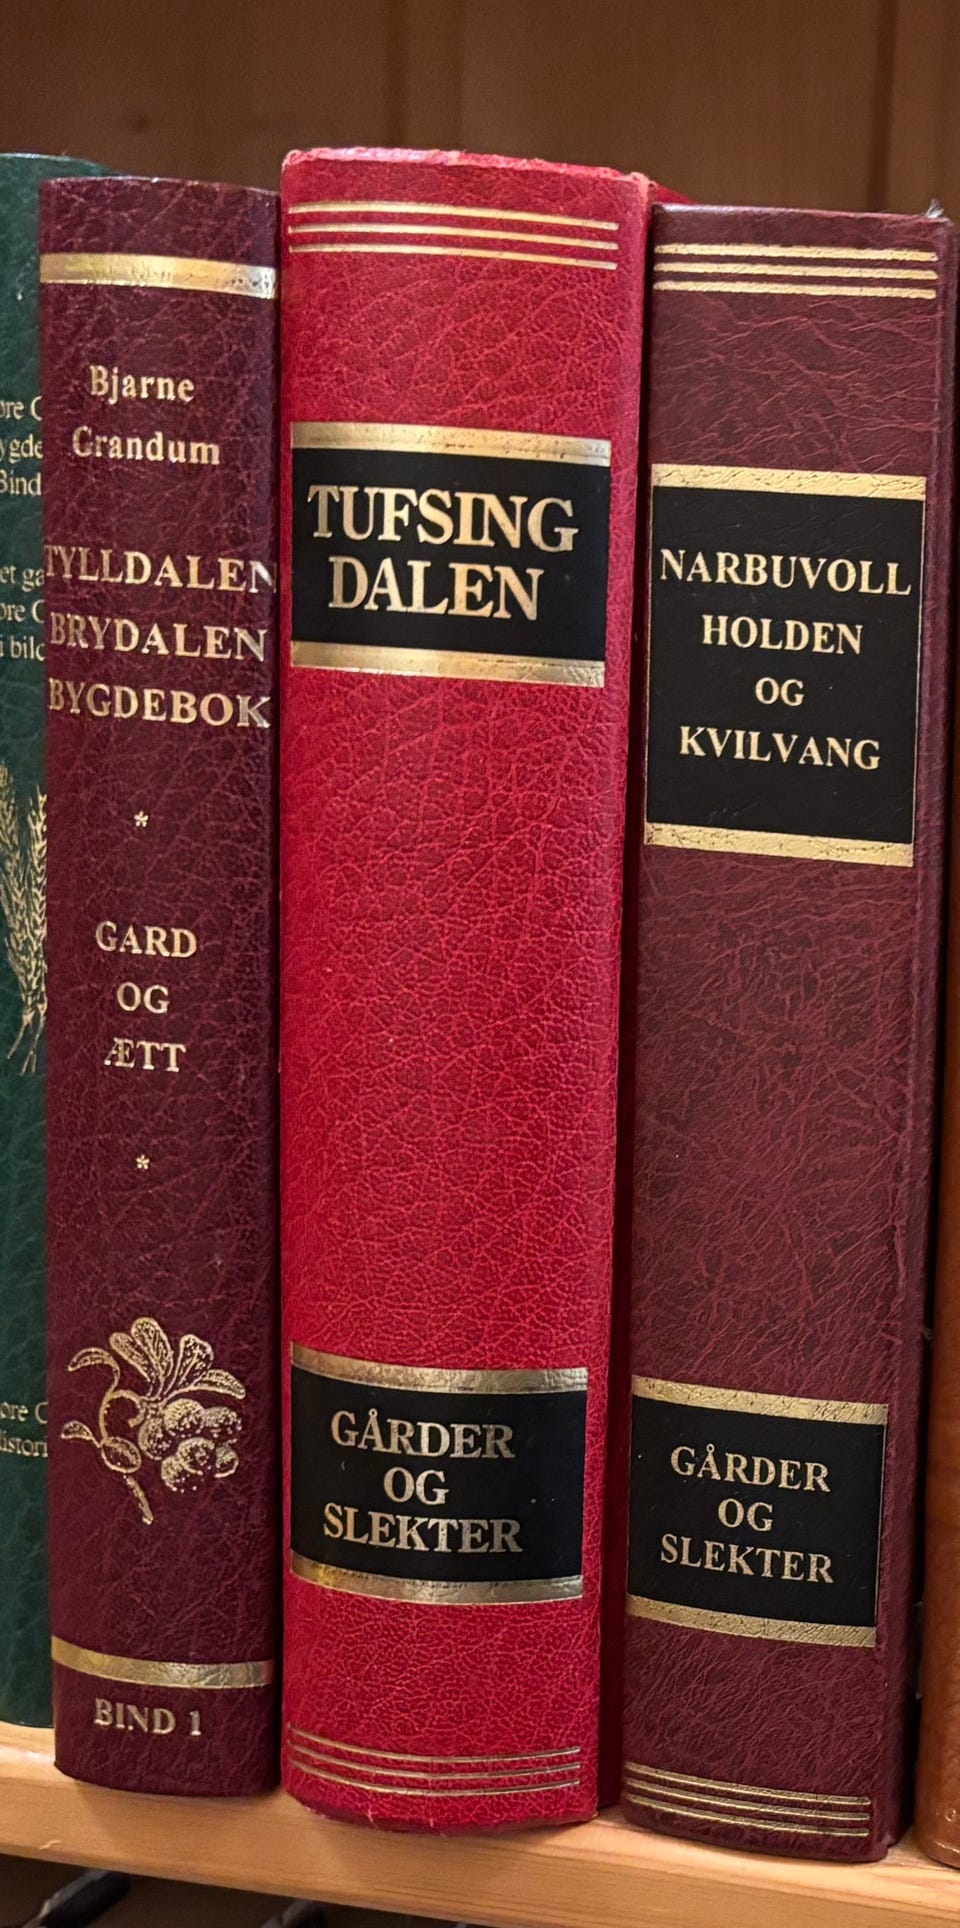 Bjarne
Grandum
TYLLDALEN
BRYDALEN
BYGDEBOK
*
GARD
OG
ÆTT
*
BIND 1
TUFSING
DALEN
GÅRDER
OG
SLEKTER
NARBUVOLL
HOLDEN
OG
KVILVANG
GÅRDER
OG
SLEKTER